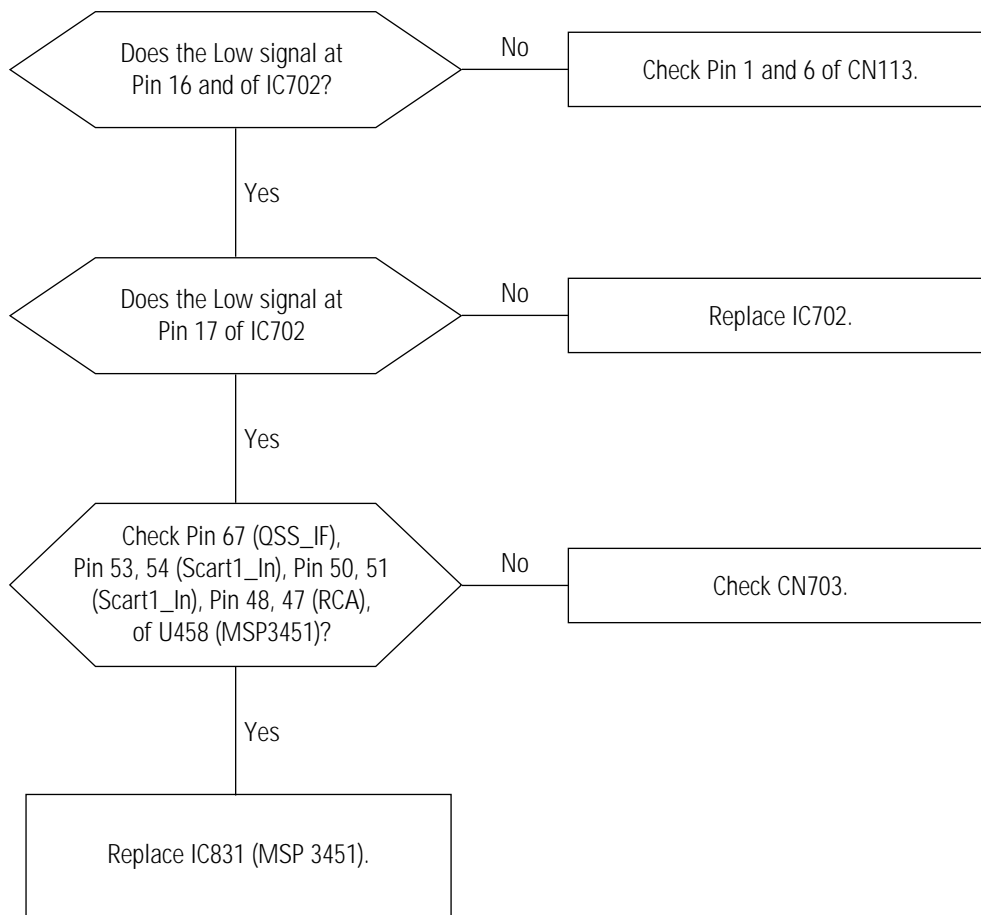 Does the Low signal at
Pin 16 and of IC702?
No
Check Pin 1 and 6 of CN113.
Yes
Does the Low signal at
Pin 17 of IC702
No
Replace IC702.
Yes
Check Pin 67 (QSS_IF),
Pin 53, 54 (Scart1_In), Pin 50, 51
(Scart1_In), Pin 48, 47 (RCA),
of U458 (MSP3451)?
No
Check CN703.
Yes
Replace IC831 (MSP 3451).